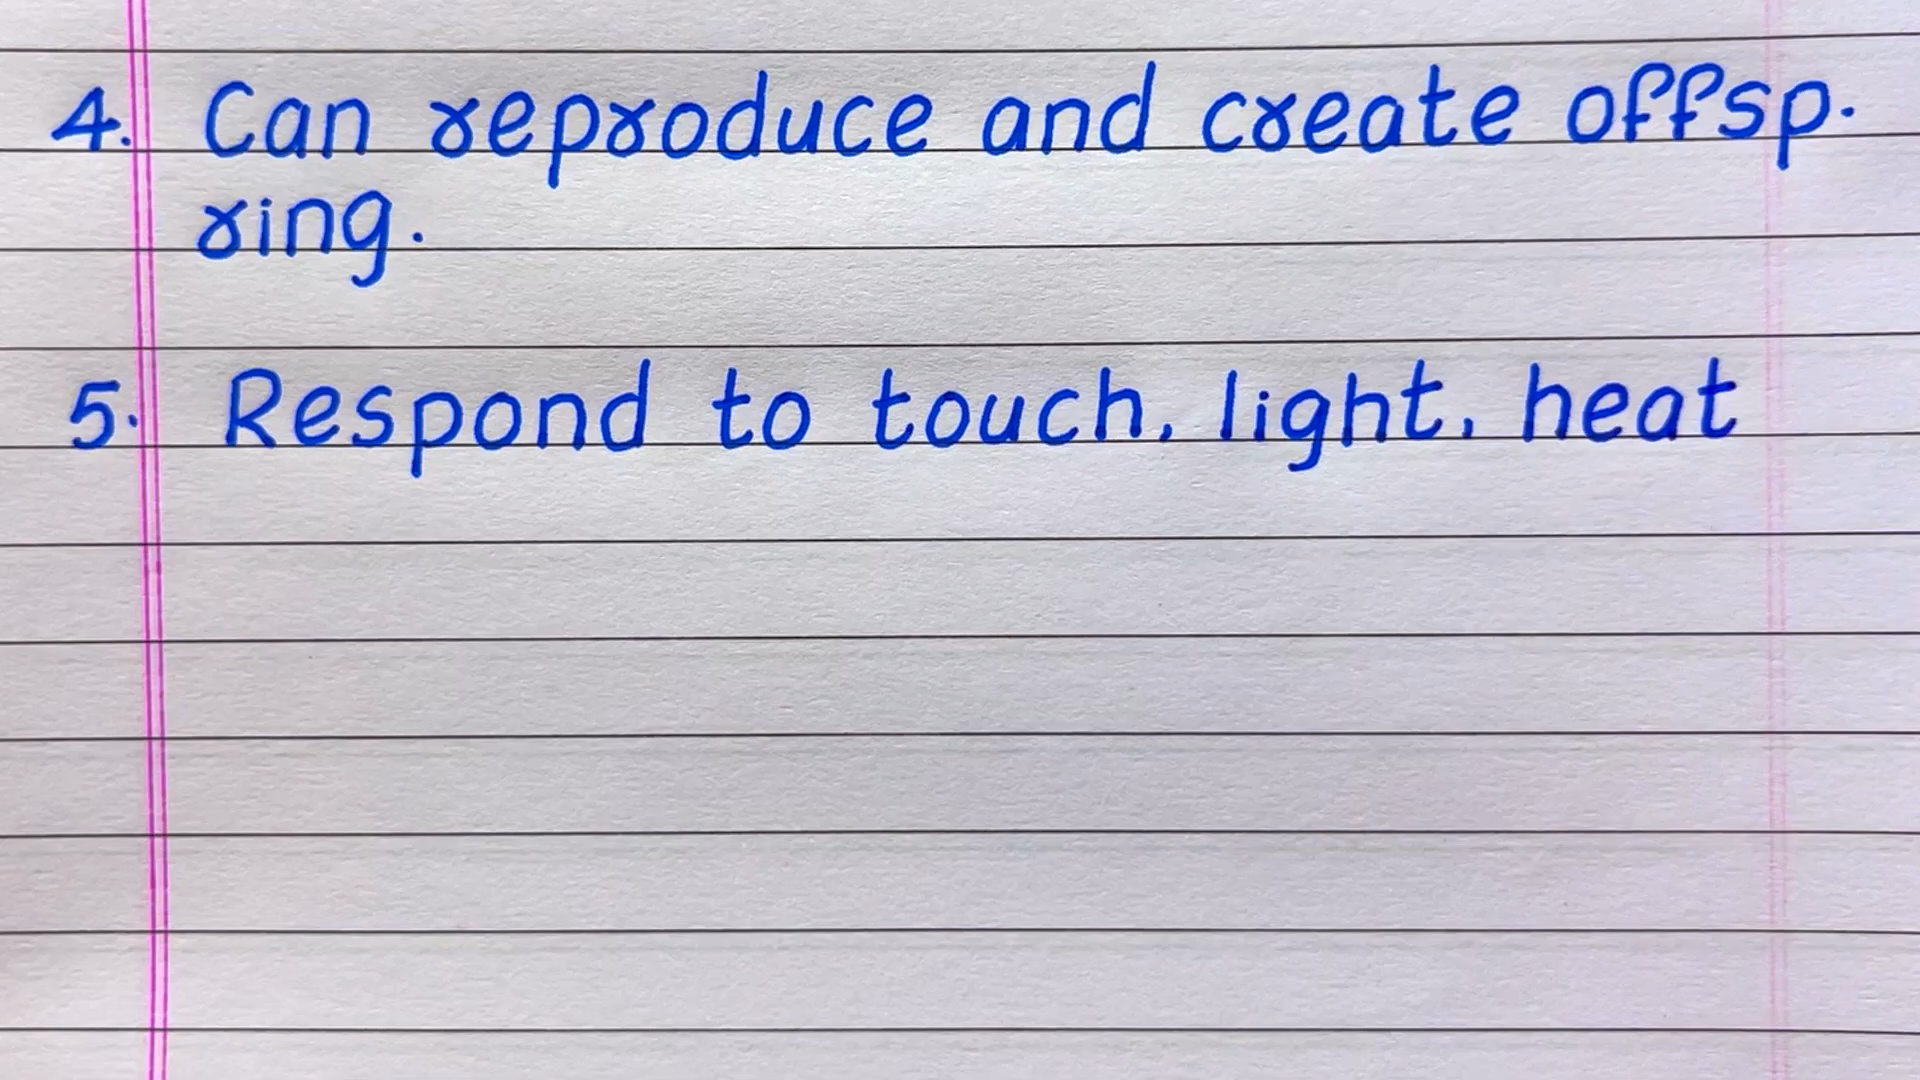 4. Can reproduce and create offsp.
ring.
5. Respond to touch, light, heat